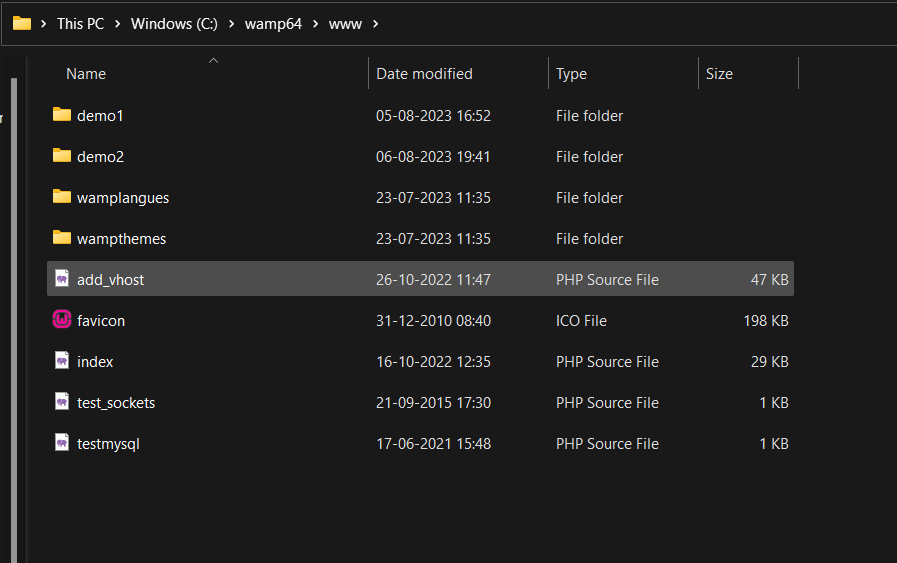 This PC > Windows (C:) > wamp64 > www >
Name Date modified Type Size
demo1 05-08-2023 16:52 File folder
demo2 06-08-2023 19:41 File folder
wamplangues 23-07-2023 11:35 File folder
wampthemes 23-07-2023 11:35 File folder
add_vhost 26-10-2022 11:47 PHP Source File 47 KB
favicon 31-12-2010 08:40 ICO File 198 KB
index 16-10-2022 12:35 PHP Source File 29 KB
test_sockets 21-09-2015 17:30 PHP Source File 1 KB
testmysql 17-06-2021 15:48 PHP Source File 1 KB